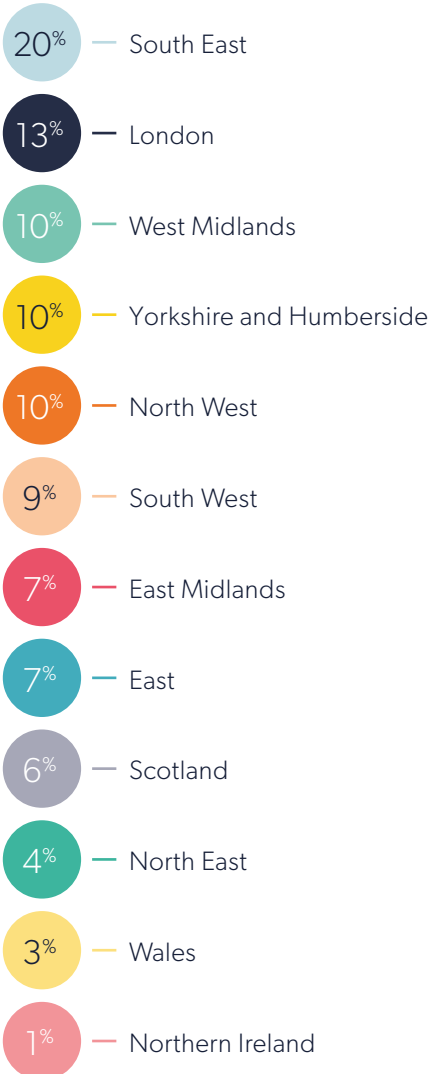 20% South East
13% London
10% West Midlands
10% Yorkshire and Humberside
10% North West
9% South West
7% East Midlands
7% East
6% Scotland
4% North East
3% Wales
1% Northern Ireland